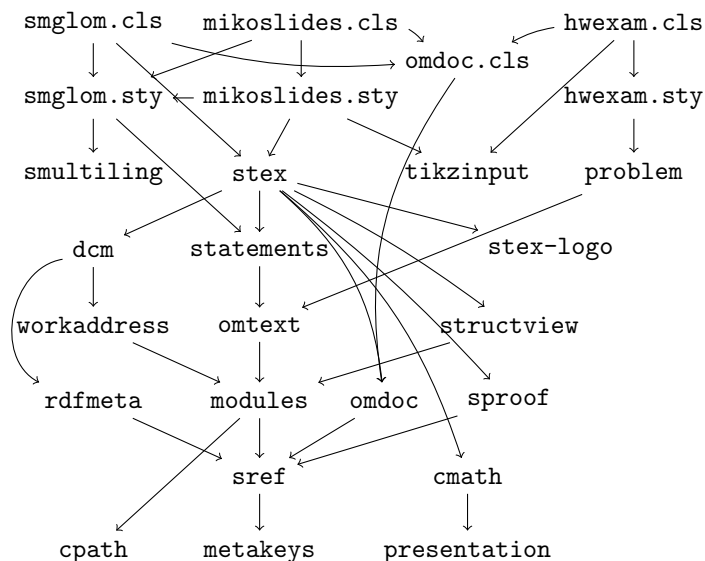 smglom.cls
mikoslides.cls
hwexam.cls
omdoc.cls
smglom.sty
mikoslides.sty
hwexam.sty
smultiling
stex
tikzinput
problem
dcm
statements
stex-logo
workaddress
omtext
structview
rdfmeta
modules
omdoc
sproof
sref
cmath
cpath
metakeys
presentation